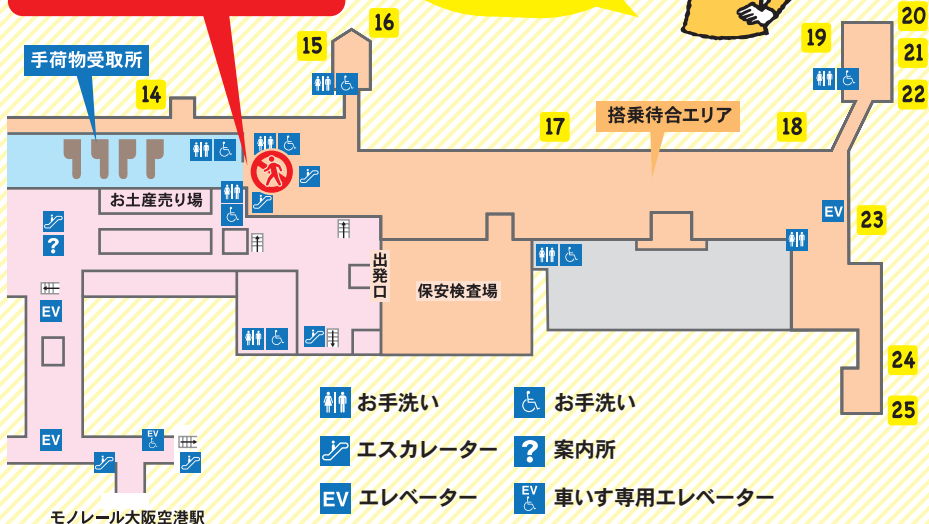 16
15
20
19
21
22
手荷物受取所
14
17
搭乗待合エリア
18
お土産売り場
EV
23
?
出発口
保安検査場
EV
24
25
お手洗い
お手洗い
EV
EV
エスカレーター
? 案内所
EV エレベーター
EV 車いす専用エレベーター
モノレール大阪空港駅